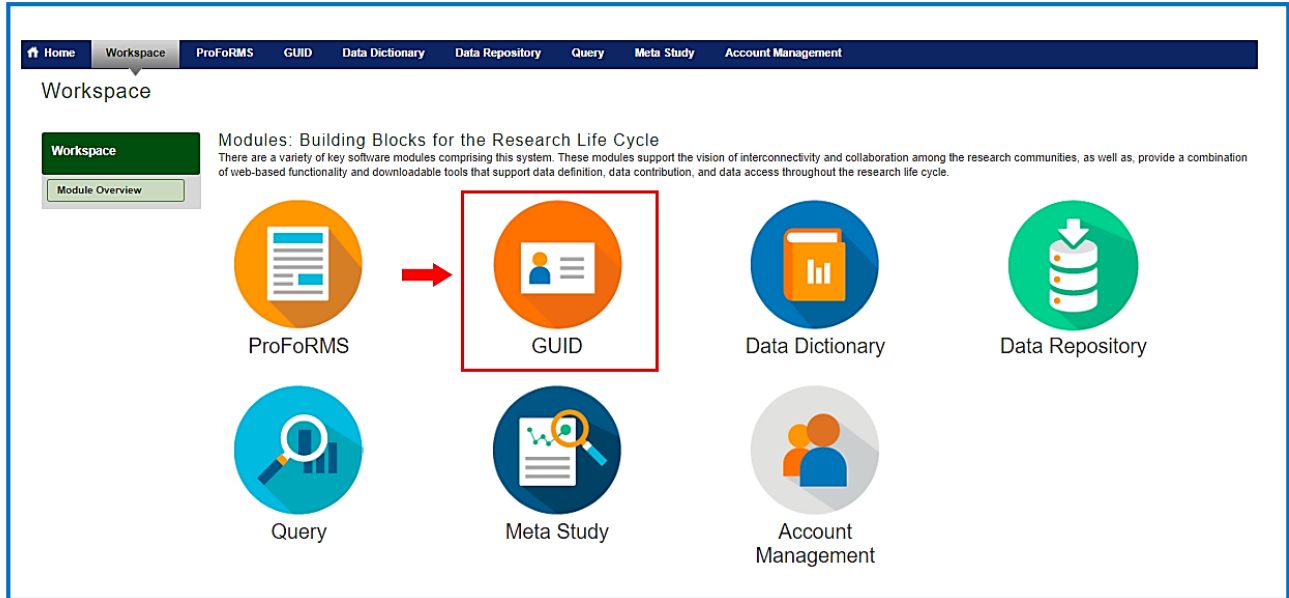 Home Workspace ProFoRMS GUID Data Dictionary Data Repository Query Meta Study Account Management
Workspace
Workspace
Module Overview
Modules: Building Blocks for the Research Life Cycle
There are a variety of key software modules comprising this system. These modules support the vision of interconnectivity and collaboration among the research communities, as well as, provide a combination
of web-based functionality and downloadable tools that support data definition, data contribution, and data access throughout the research life cycle.
ProFoRMS GUID Data Dictionary Data Repository
Query Meta Study Account
Management